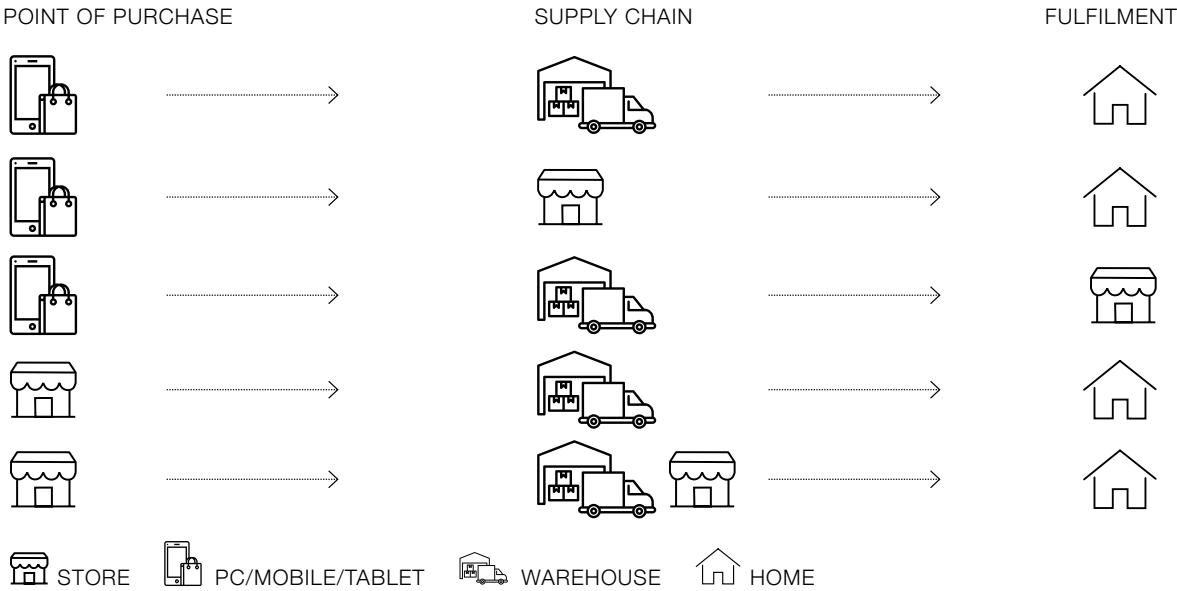 POINT OF PURCHASE SUPPLY CHAIN FULFILMENT
STORE PC/MOBILE/TABLET WAREHOUSE HOME